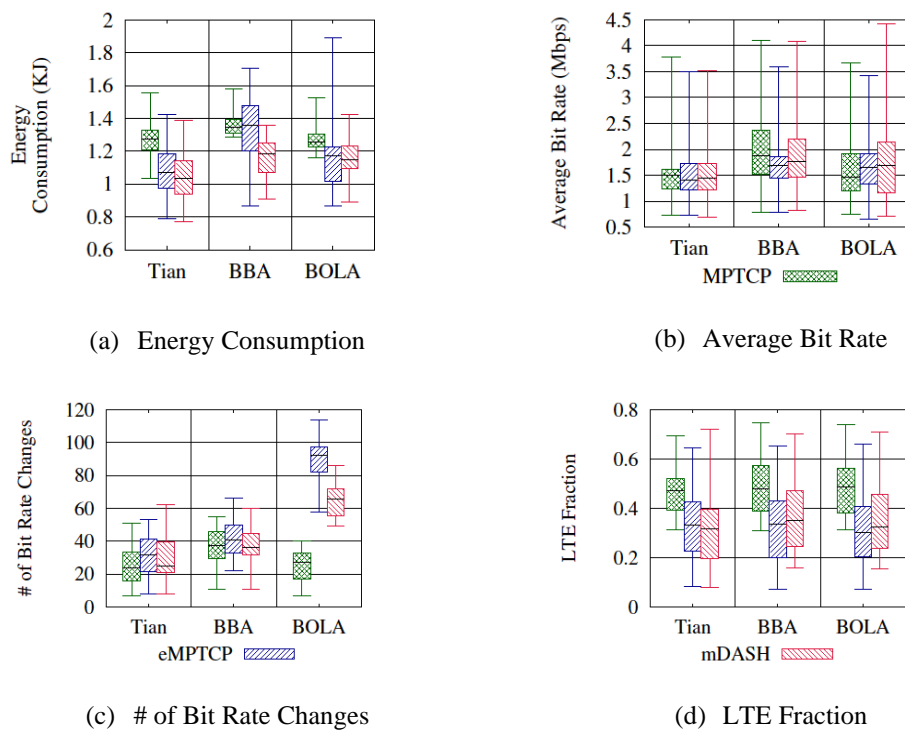 2
1.8
1.6
1.4
1.2
1
0.8
0.6
Energy
Consumption (KJ)
Tian BBA BOLA
(a) Energy Consumption
4.5
4
3.5
3
2.5
2
1.5
1
0.5
Average Bit Rate (Mbps)
Tian BBA BOLA
MPTCP
(b) Average Bit Rate
120
100
80
60
40
20
0
# of Bit Rate Changes
Tian BBA BOLA
eMPTCP
(c) # of Bit Rate Changes
0.8
0.6
0.4
0.2
0
LTE Fraction
Tian BBA BOLA
mDASH
(d) LTE Fraction